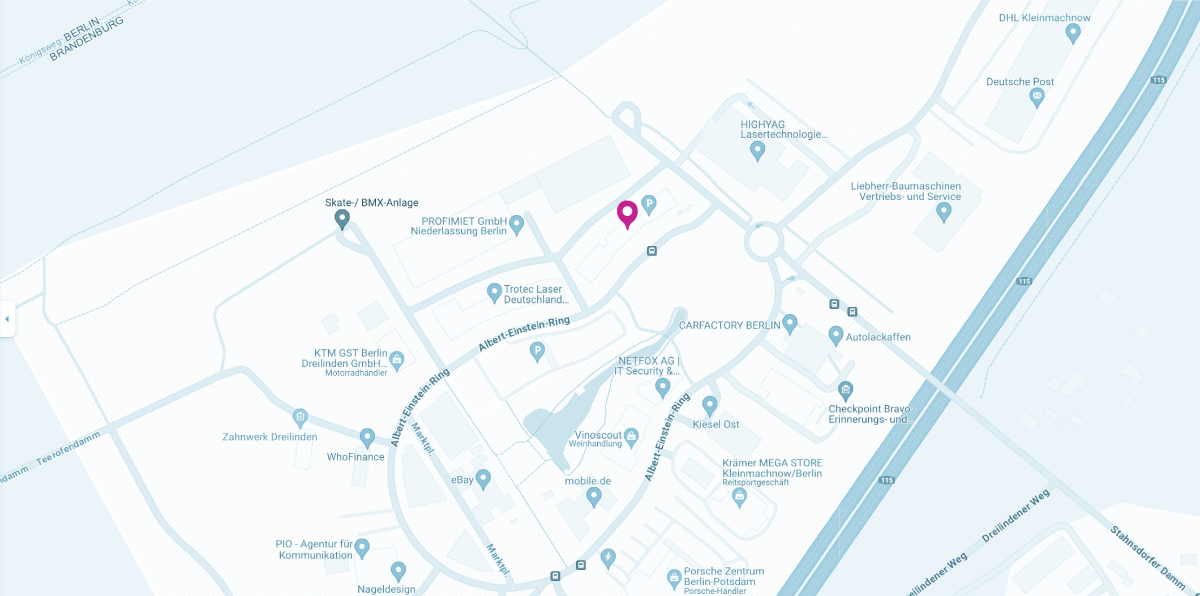 DHL Kleinmachnow
Königsweg
BERLIN
BRANDENBURG
Deutsche Post
115
HIGHYAG
Lasertechnologie...
Liebherr-Baumaschinen
Vertriebs- und Service
Skate-/ BMX-Anlage
P
PROFIMIET GmbH
Niederlassung Berlin
115
Trotec Laser
Deutschland...
CARFACTORY BERLIN
Autolackaffen
Albert-Einstein-Ring
P
KTM GST Berlin
Dreilinden GmbH...
Motorradhändler
NETFOX AG |
IT Security &...
Albert-Einstein-Ring
Checkpoint Bravo-
Erinnerungs- und...
Kiesel Ost
Albert-Einstein-Ring
Marktpl.
Zahnwerk Dreilinden
WhoFinance
Vinoscout
Weinhandlung
Teerofendamm
ndamm
eBay
mobile.de
Krämer MEGA STORE
Kleinmachnow/Berlin
Reitsportgeschäft
115
Dreilindener Weg
Stahnsdorfer Damm
PIO - Agentur für
Kommunikation
Marktpl.
Nageldesign
Porsche Zentrum
Berlin-Potsdam
Porsche-Händler
reilindener Weg